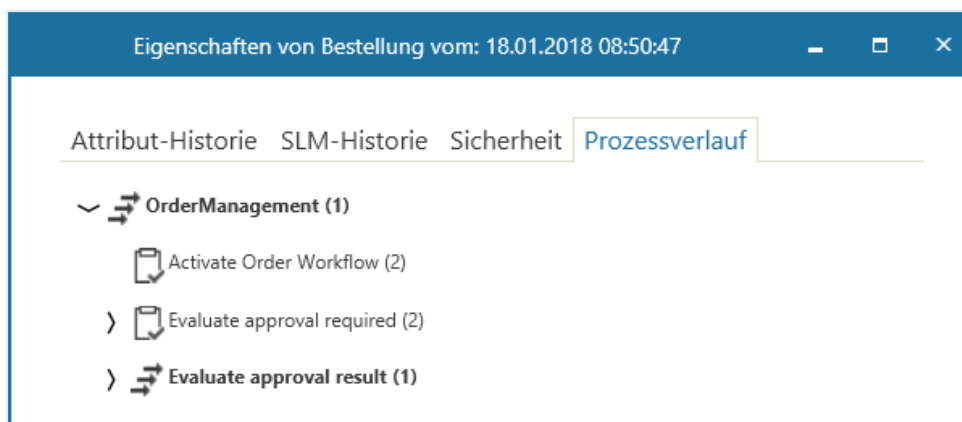 Eigenschaften von Bestellung vom: 18.01.2018 08:50:47
Attribut-Historie SLM-Historie Sicherheit Prozessverlauf
OrderManagement (1)
Activate Order Workflow (2)
Evaluate approval required (2)
Evaluate approval result (1)